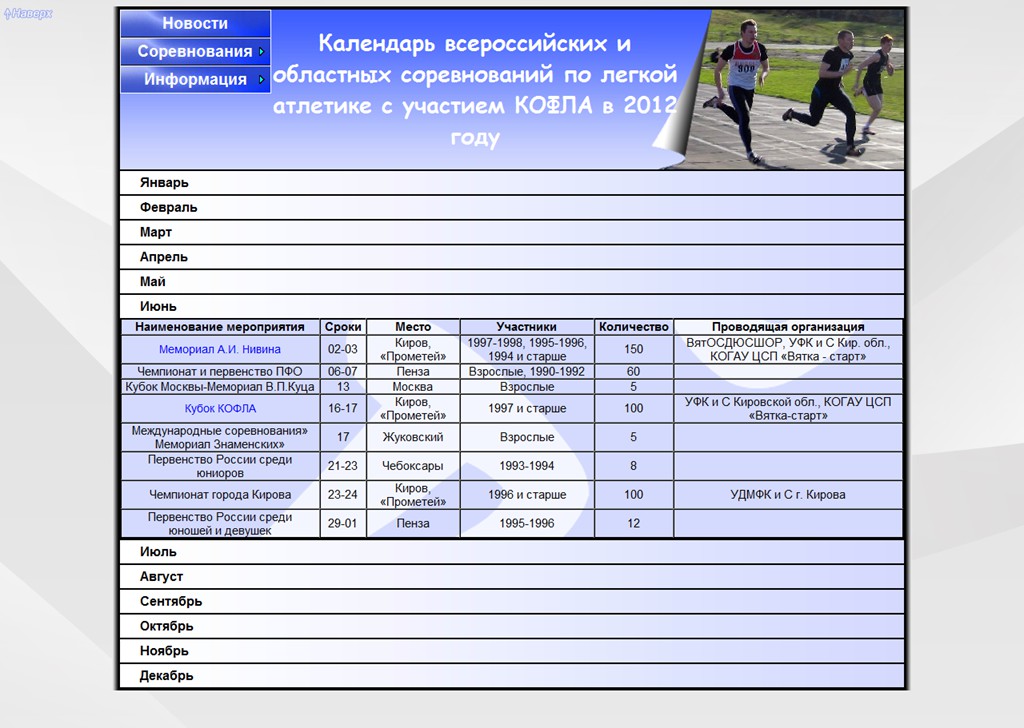 Наверх
Новости
Соревнования
Информация
Календарь всероссийских и
областных соревнований по легкой
атлетике с участием КОФЛА в 2012
году
909
Январь
Февраль
Март
Апрель
Май
Июнь
Наименование мероприятия Сроки Место Участники Количество Проводящая организация
Мемориал А.И. Нивина 02-03 Киров, «Прометей» 1997-1998, 1995-1996, 1994 и старше 150 ВятОСДЮСШОР, УФК и С Кир. обл., КОГАУ ЦСП «Вятка - старт»
Чемпионат и первенство ПФО 06-07 Пенза Взрослые, 1990-1992 60
Кубок Москвы-Мемориал В.П.Куца 13 Москва Взрослые 5
Кубок КОФЛА 16-17 Киров, «Прометей» 1997 и старше 100 УФК и С Кировской обл., КОГАУ ЦСП «Вятка-старт»
Международные соревнования» Мемориал Знаменских» 17 Жуковский Взрослые 5
Первенство России среди юниоров 21-23 Чебоксары 1993-1994 8
Чемпионат города Кирова 23-24 Киров, «Прометей» 1996 и старше 100 УДМФК и С г. Кирова
Первенство России среди юношей и девушек 29-01 Пенза 1995-1996 12
Июль
Август
Сентябрь
Октябрь
Ноябрь
Декабрь